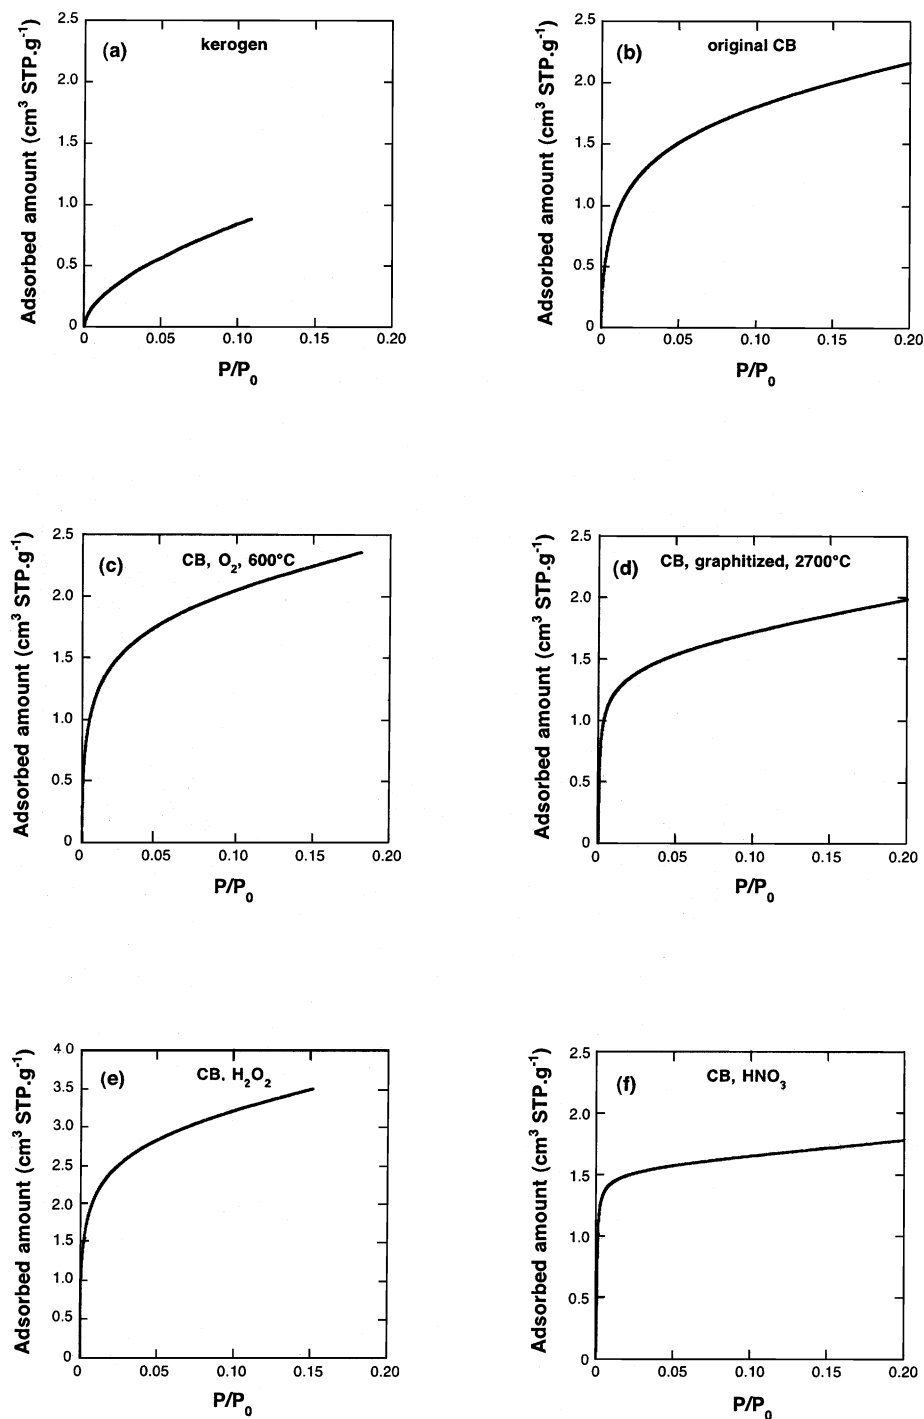 (a)
kerogen
2.5
2.0
1.5
1.0
0.5
0
0
0.05
0.10
0.15
0.20
Adsorbed amount (cm³ STP.g⁻¹)
P/P₀
(b)
original CB
2.5
2.0
1.5
1.0
0.5
0
0
0.05
0.10
0.15
0.20
Adsorbed amount (cm³ STP.g⁻¹)
P/P₀
(c)
CB, O₂, 600°C
2.5
2.0
1.5
1.0
0.5
0
0
0.05
0.10
0.15
0.20
Adsorbed amount (cm³ STP.g⁻¹)
P/P₀
(d)
CB, graphitized, 2700°C
2.5
2.0
1.5
1.0
0.5
0
0
0.05
0.10
0.15
0.20
Adsorbed amount (cm³ STP.g⁻¹)
P/P₀
(e)
CB, H₂O₂
4.0
3.5
3.0
2.5
2.0
1.5
1.0
0.5
0
0
0.05
0.10
0.15
0.20
Adsorbed amount (cm³ STP.g⁻¹)
P/P₀
(f)
CB, HNO₃
2.5
2.0
1.5
1.0
0.5
0
0
0.05
0.10
0.15
0.20
Adsorbed amount (cm³ STP.g⁻¹)
P/P₀